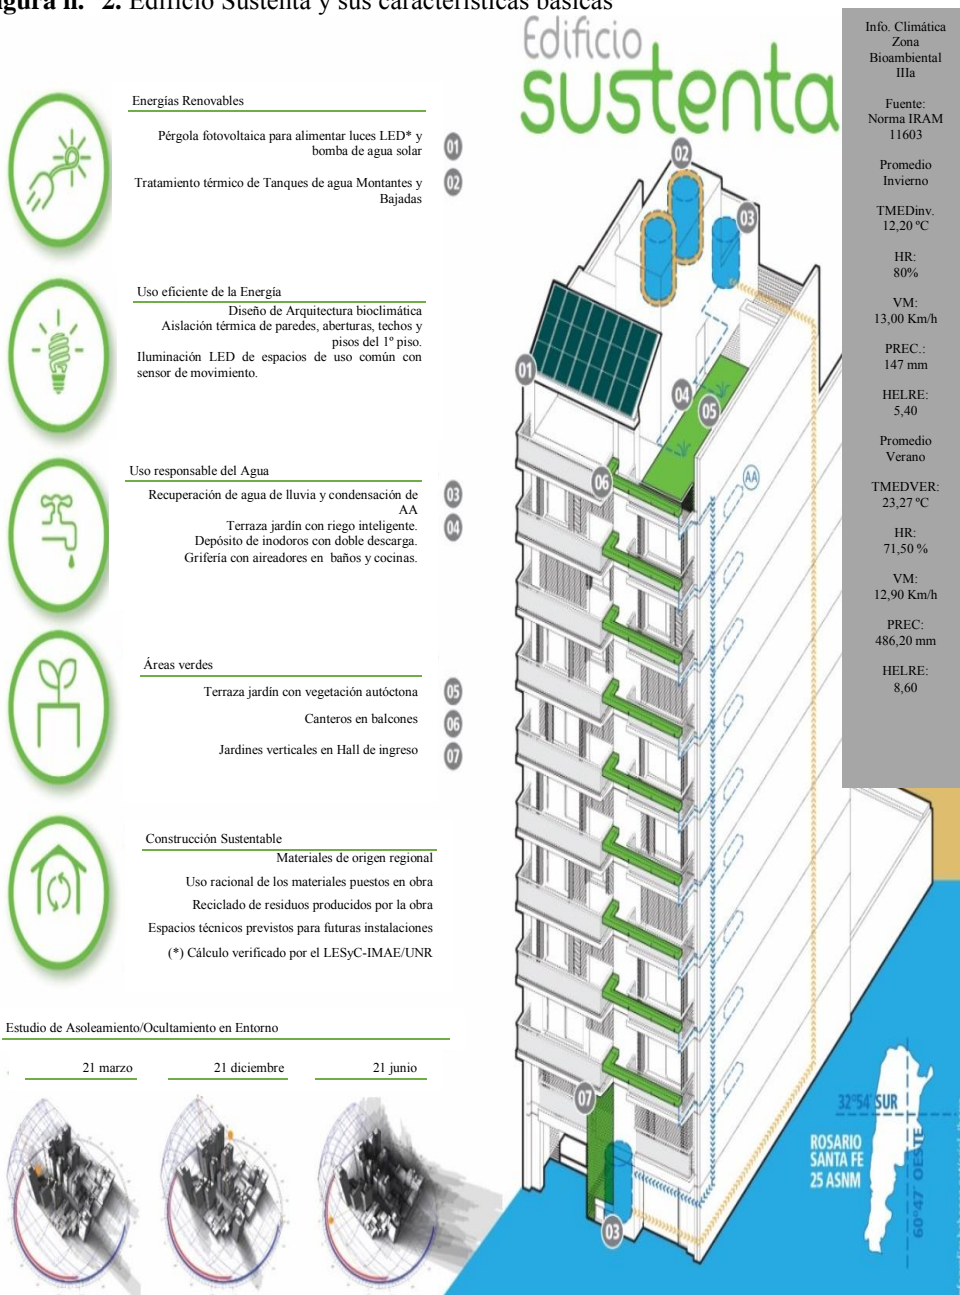 gura n.º 2. Edificio Sustenta y sus características básicas
Edificio
sustenta
Energías Renovables
Pérgola fotovoltaica para alimentar luces LED* y
bomba de agua solar
01
Tratamiento térmico de Tanques de agua Montantes y
Bajadas
02
Uso eficiente de la Energía
Diseño de Arquitectura bioclimática
Aislación térmica de paredes, aberturas, techos y
pisos del 1º piso.
Iluminación LED de espacios de uso común con
sensor de movimiento.
Uso responsable del Agua
Recuperación de agua de lluvia y condensación de
AA
03
Terraza jardín con riego inteligente.
04
Depósito de inodoros con doble descarga.
Grifería con aireadores en baños y cocinas.
Áreas verdes
Terraza jardín con vegetación autóctona
05
Canteros en balcones
06
Jardines verticales en Hall de ingreso
07
Construcción Sustentable
Materiales de origen regional
Uso racional de los materiales puestos en obra
Reciclado de residuos producidos por la obra
Espacios técnicos previstos para futuras instalaciones
(*) Cálculo verificado por el LESyC-IMAE/UNR
Estudio de Asoleamiento/Ocultamiento en Entorno
21 marzo
21 diciembre
21 junio
02
03
01
04
05
06
AA
07
03
32°54' SUR
ROSARIO
SANTA FE
25 ASNM
60°47' OESTE
Info. Climática
Zona
Bioambiental
IIIa
Fuente:
Norma IRAM
11603
Promedio
Invierno
TMEDinv.
12,20 ºC
HR:
80%
VM:
13,00 Km/h
PREC.:
147 mm
HELRE:
5,40
Promedio
Verano
TMEDVER:
23,27 ºC
HR:
71,50 %
VM:
12,90 Km/h
PREC:
486,20 mm
HELRE:
8,60